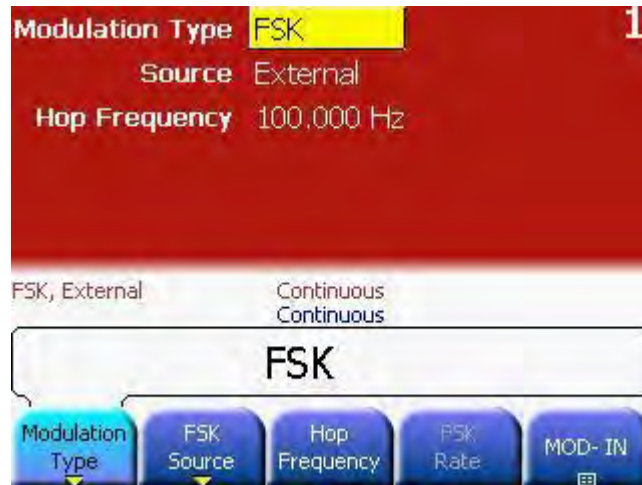 Modulation Type FSK 1
Source External
Hop Frequency 100.000 Hz
FSK, External Continuous
Continuous
FSK
Modulation Type
FSK Source
Hop Frequency
FSK Rate
MOD- IN